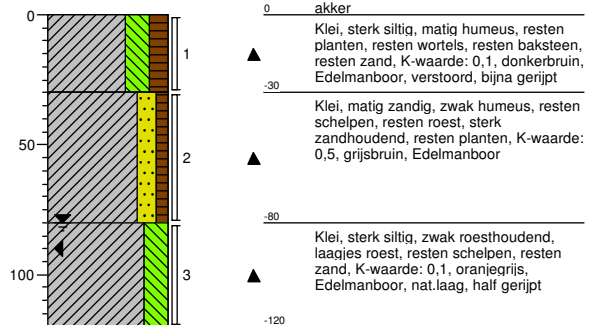 0
0
akker
Klei, sterk siltig, matig humeus, resten
planten, resten wortels, resten baksteen,
resten zand, K-waarde: 0,1, donkerbruin,
Edelmanboor, verstoord, bijna gerijpt
1
-30
Klei, matig zandig, zwak humeus, resten
schelpen, resten roest, sterk
zandhoudend, resten planten, K-waarde:
0,5, grijsbruin, Edelmanboor
50
2
-80
Klei, sterk siltig, zwak roesthoudend,
laagjes roest, resten schelpen, resten
zand, K-waarde: 0,1, oranjegrijs,
Edelmanboor, nat.laag, half gerijpt
100
3
-120